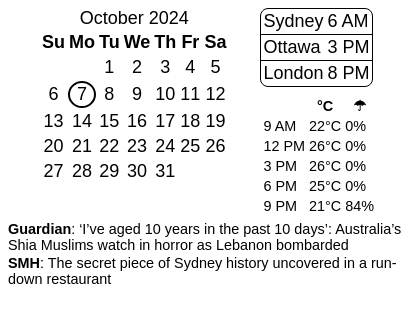 October 2024
Su Mo Tu We Th Fr Sa
1 2 3 4 5
6 7 8 9 10 11 12
13 14 15 16 17 18 19
20 21 22 23 24 25 26
27 28 29 30 31
Sydney 6 AM
Ottawa 3 PM
London 8 PM
°C ☂
9 AM 22°C 0%
12 PM 26°C 0%
3 PM 26°C 0%
6 PM 25°C 0%
9 PM 21°C 84%
Guardian: ‘I’ve aged 10 years in the past 10 days’: Australia’s
Shia Muslims watch in horror as Lebanon bombarded
SMH: The secret piece of Sydney history uncovered in a run-
down restaurant